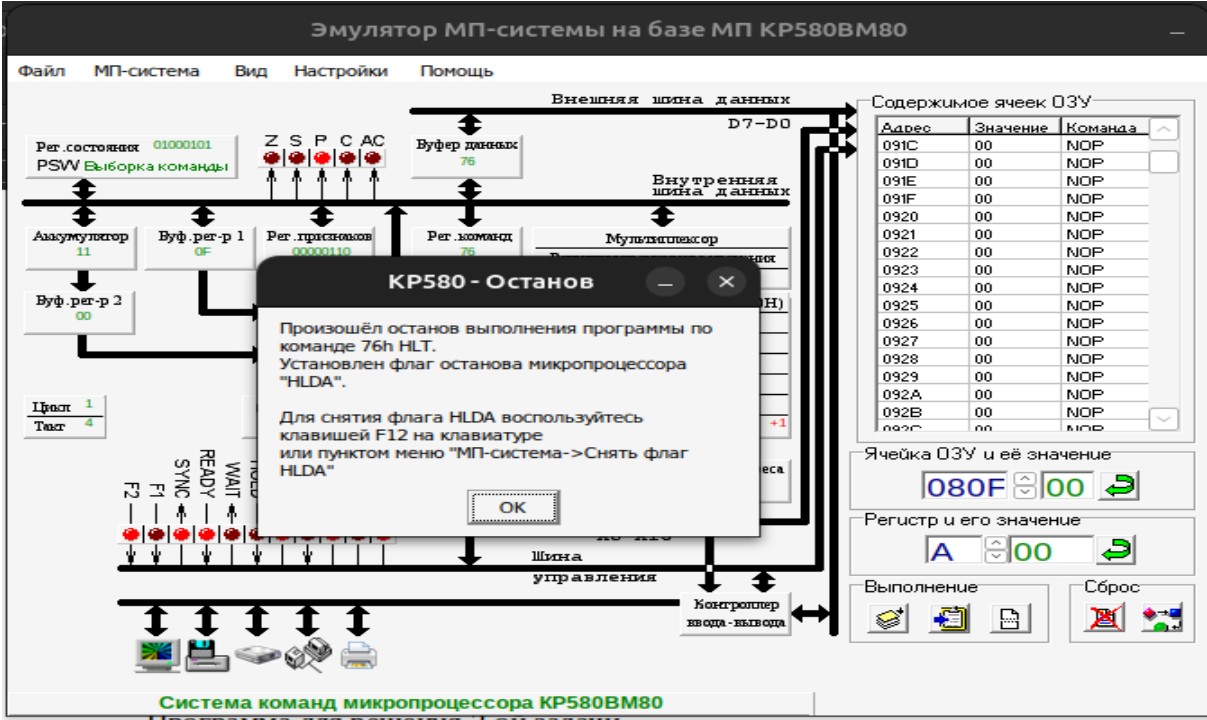 Эмулятор МП-системы на базе МП КР580ВМ80
Файл МП-система Вид Настройки Помощь
Внешняя шина данных
D7-D0
Рег.состояния 01000101
PSW Выборка команды
Z S P C AC
Буфер данных
76
Внутренняя
шина данных
Аккумулятор
11
Буф.рег-р 1
0F
Рег.признаков
00000110
Рег.команд
76
Мультиплексор
Буф.рег-р 2
00
Н)
Цикл 1
Такт 4
+1
КР580 - Останов
Произошёл останов выполнения программы по
команде 76h HLT.
Установлен флаг останова микропроцессора
"HLDA".
Для снятия флага HLDA воспользуйтесь
клавишей F12 на клавиатуре
или пунктом меню "МП-система->Снять флаг
HLDA"
OK
F2
F1
SYNC
READY
WAIT
Шина
управления
Контроллер
ввода-вывода
Содержимое ячеек ОЗУ
Адрес Значение Команда
091C 00 NOP
091D 00 NOP
091E 00 NOP
091F 00 NOP
0920 00 NOP
0921 00 NOP
0922 00 NOP
0923 00 NOP
0924 00 NOP
0925 00 NOP
0926 00 NOP
0927 00 NOP
0928 00 NOP
0929 00 NOP
092A 00 NOP
092B 00 NOP
092C 00 NOP
Ячейка ОЗУ и её значение
080F 00
Регистр и его значение
A 00
Выполнение
Сброс
Система команд микропроцессора КР580ВМ80